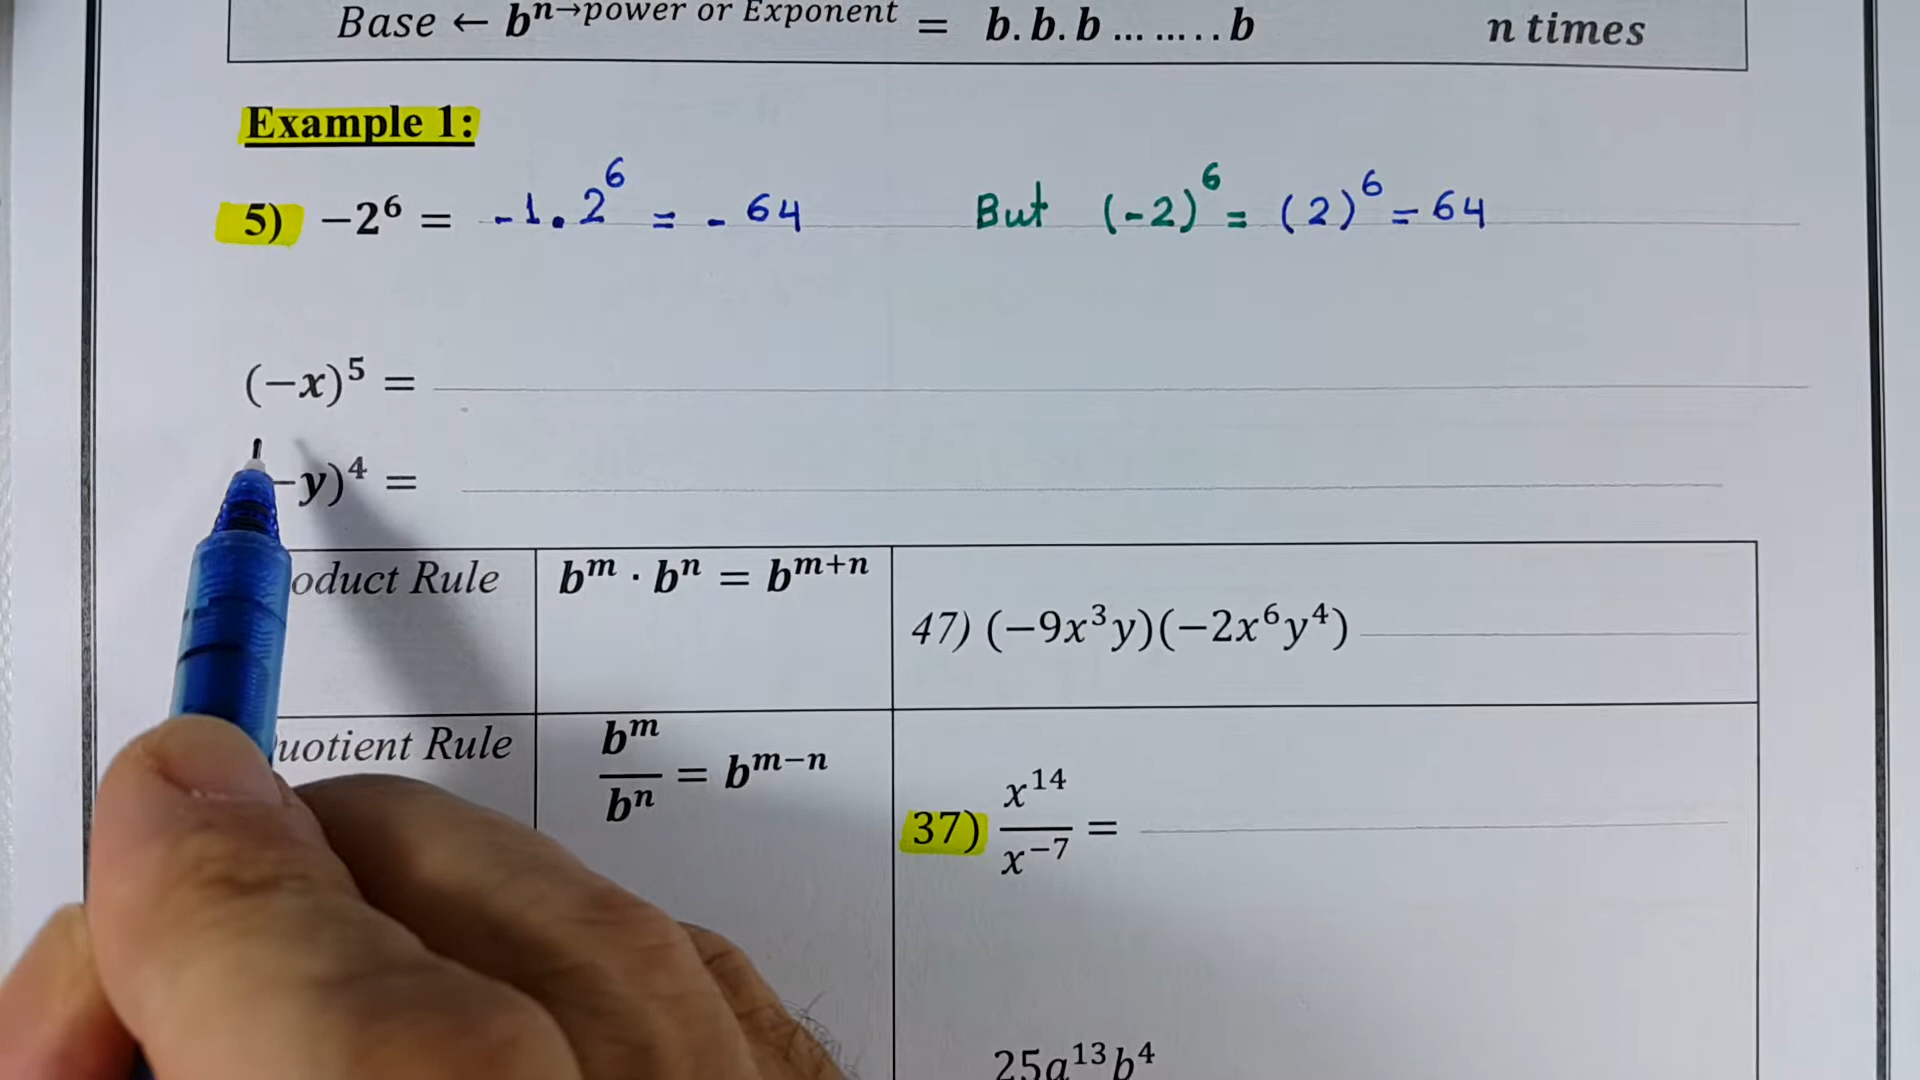 Base ← bⁿ→power or Exponent = b.b.b ........ b n times
Example 1:
5) −2⁶ = -1 . 2⁶ = - 64 But (-2)⁶ = (2)⁶ = 64
(−x)⁵ =
−y)⁴ =
oduct Rule bᵐ · bⁿ = bᵐ⁺ⁿ 47) (−9x³y)(−2x⁶y⁴)
uotient Rule bᵐ/bⁿ = bᵐ⁻ⁿ 37) x¹⁴/x⁻⁷ =
25a¹³b⁴